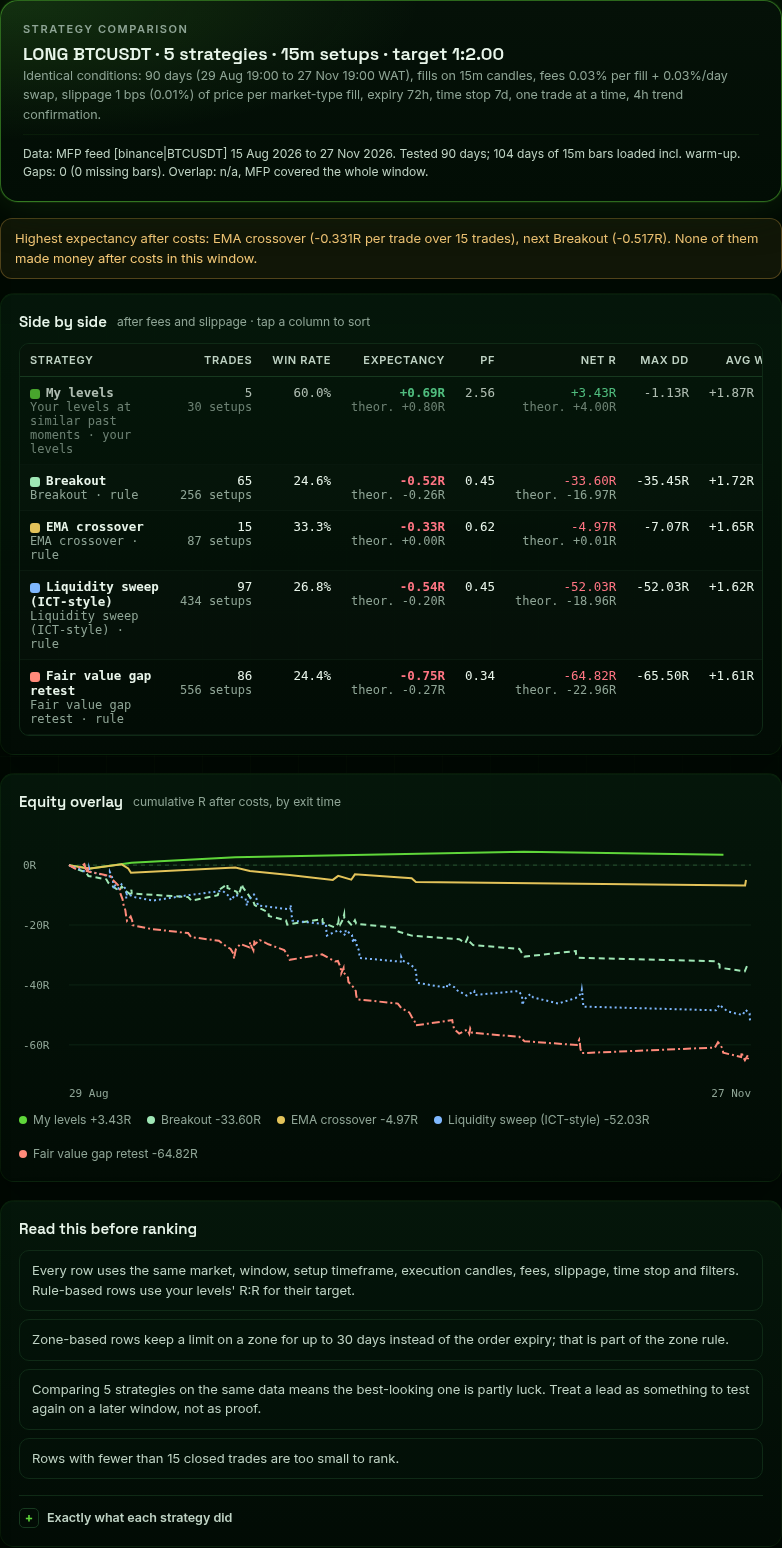 STRATEGY COMPARISON
LONG BTCUSDT · 5 strategies · 15m setups · target 1:2.00
Identical conditions: 90 days (29 Aug 19:00 to 27 Nov 19:00 WAT), fills on 15m candles, fees 0.03% per fill + 0.03%/day
swap, slippage 1 bps (0.01%) of price per market-type fill, expiry 72h, time stop 7d, one trade at a time, 4h trend
confirmation.
Data: MFP feed [binance|BTCUSDT] 15 Aug 2026 to 27 Nov 2026. Tested 90 days; 104 days of 15m bars loaded incl. warm-up.
Gaps: 0 (0 missing bars). Overlap: n/a, MFP covered the whole window.
Highest expectancy after costs: EMA crossover (-0.331R per trade over 15 trades), next Breakout (-0.517R). None of them
made money after costs in this window.
Side by side after fees and slippage · tap a column to sort
STRATEGY TRADES WIN RATE EXPECTANCY PF NET R MAX DD AVG W
My levels 5 60.0% +0.69R 2.56 +3.43R -1.13R +1.87R
Your levels at 30 setups theor. +0.80R theor. +4.00R
similar past
moments · your
levels
Breakout 65 24.6% -0.52R 0.45 -33.60R -35.45R +1.72R
Breakout · rule 256 setups theor. -0.26R theor. -16.97R
EMA crossover 15 33.3% -0.33R 0.62 -4.97R -7.07R +1.65R
EMA crossover · 87 setups theor. +0.00R theor. +0.01R
rule
Liquidity sweep 97 26.8% -0.54R 0.45 -52.03R -52.03R +1.62R
(ICT-style) 434 setups theor. -0.20R theor. -18.96R
Liquidity sweep
(ICT-style) ·
rule
Fair value gap 86 24.4% -0.75R 0.34 -64.82R -65.50R +1.61R
retest 556 setups theor. -0.27R theor. -22.96R
Fair value gap
retest · rule
Equity overlay cumulative R after costs, by exit time
0R
-20R
-40R
-60R
29 Aug 27 Nov
My levels +3.43R Breakout -33.60R EMA crossover -4.97R Liquidity sweep (ICT-style) -52.03R
Fair value gap retest -64.82R
Read this before ranking
Every row uses the same market, window, setup timeframe, execution candles, fees, slippage, time stop and filters.
Rule-based rows use your levels' R:R for their target.
Zone-based rows keep a limit on a zone for up to 30 days instead of the order expiry; that is part of the zone rule.
Comparing 5 strategies on the same data means the best-looking one is partly luck. Treat a lead as something to test
again on a later window, not as proof.
Rows with fewer than 15 closed trades are too small to rank.
+ Exactly what each strategy did